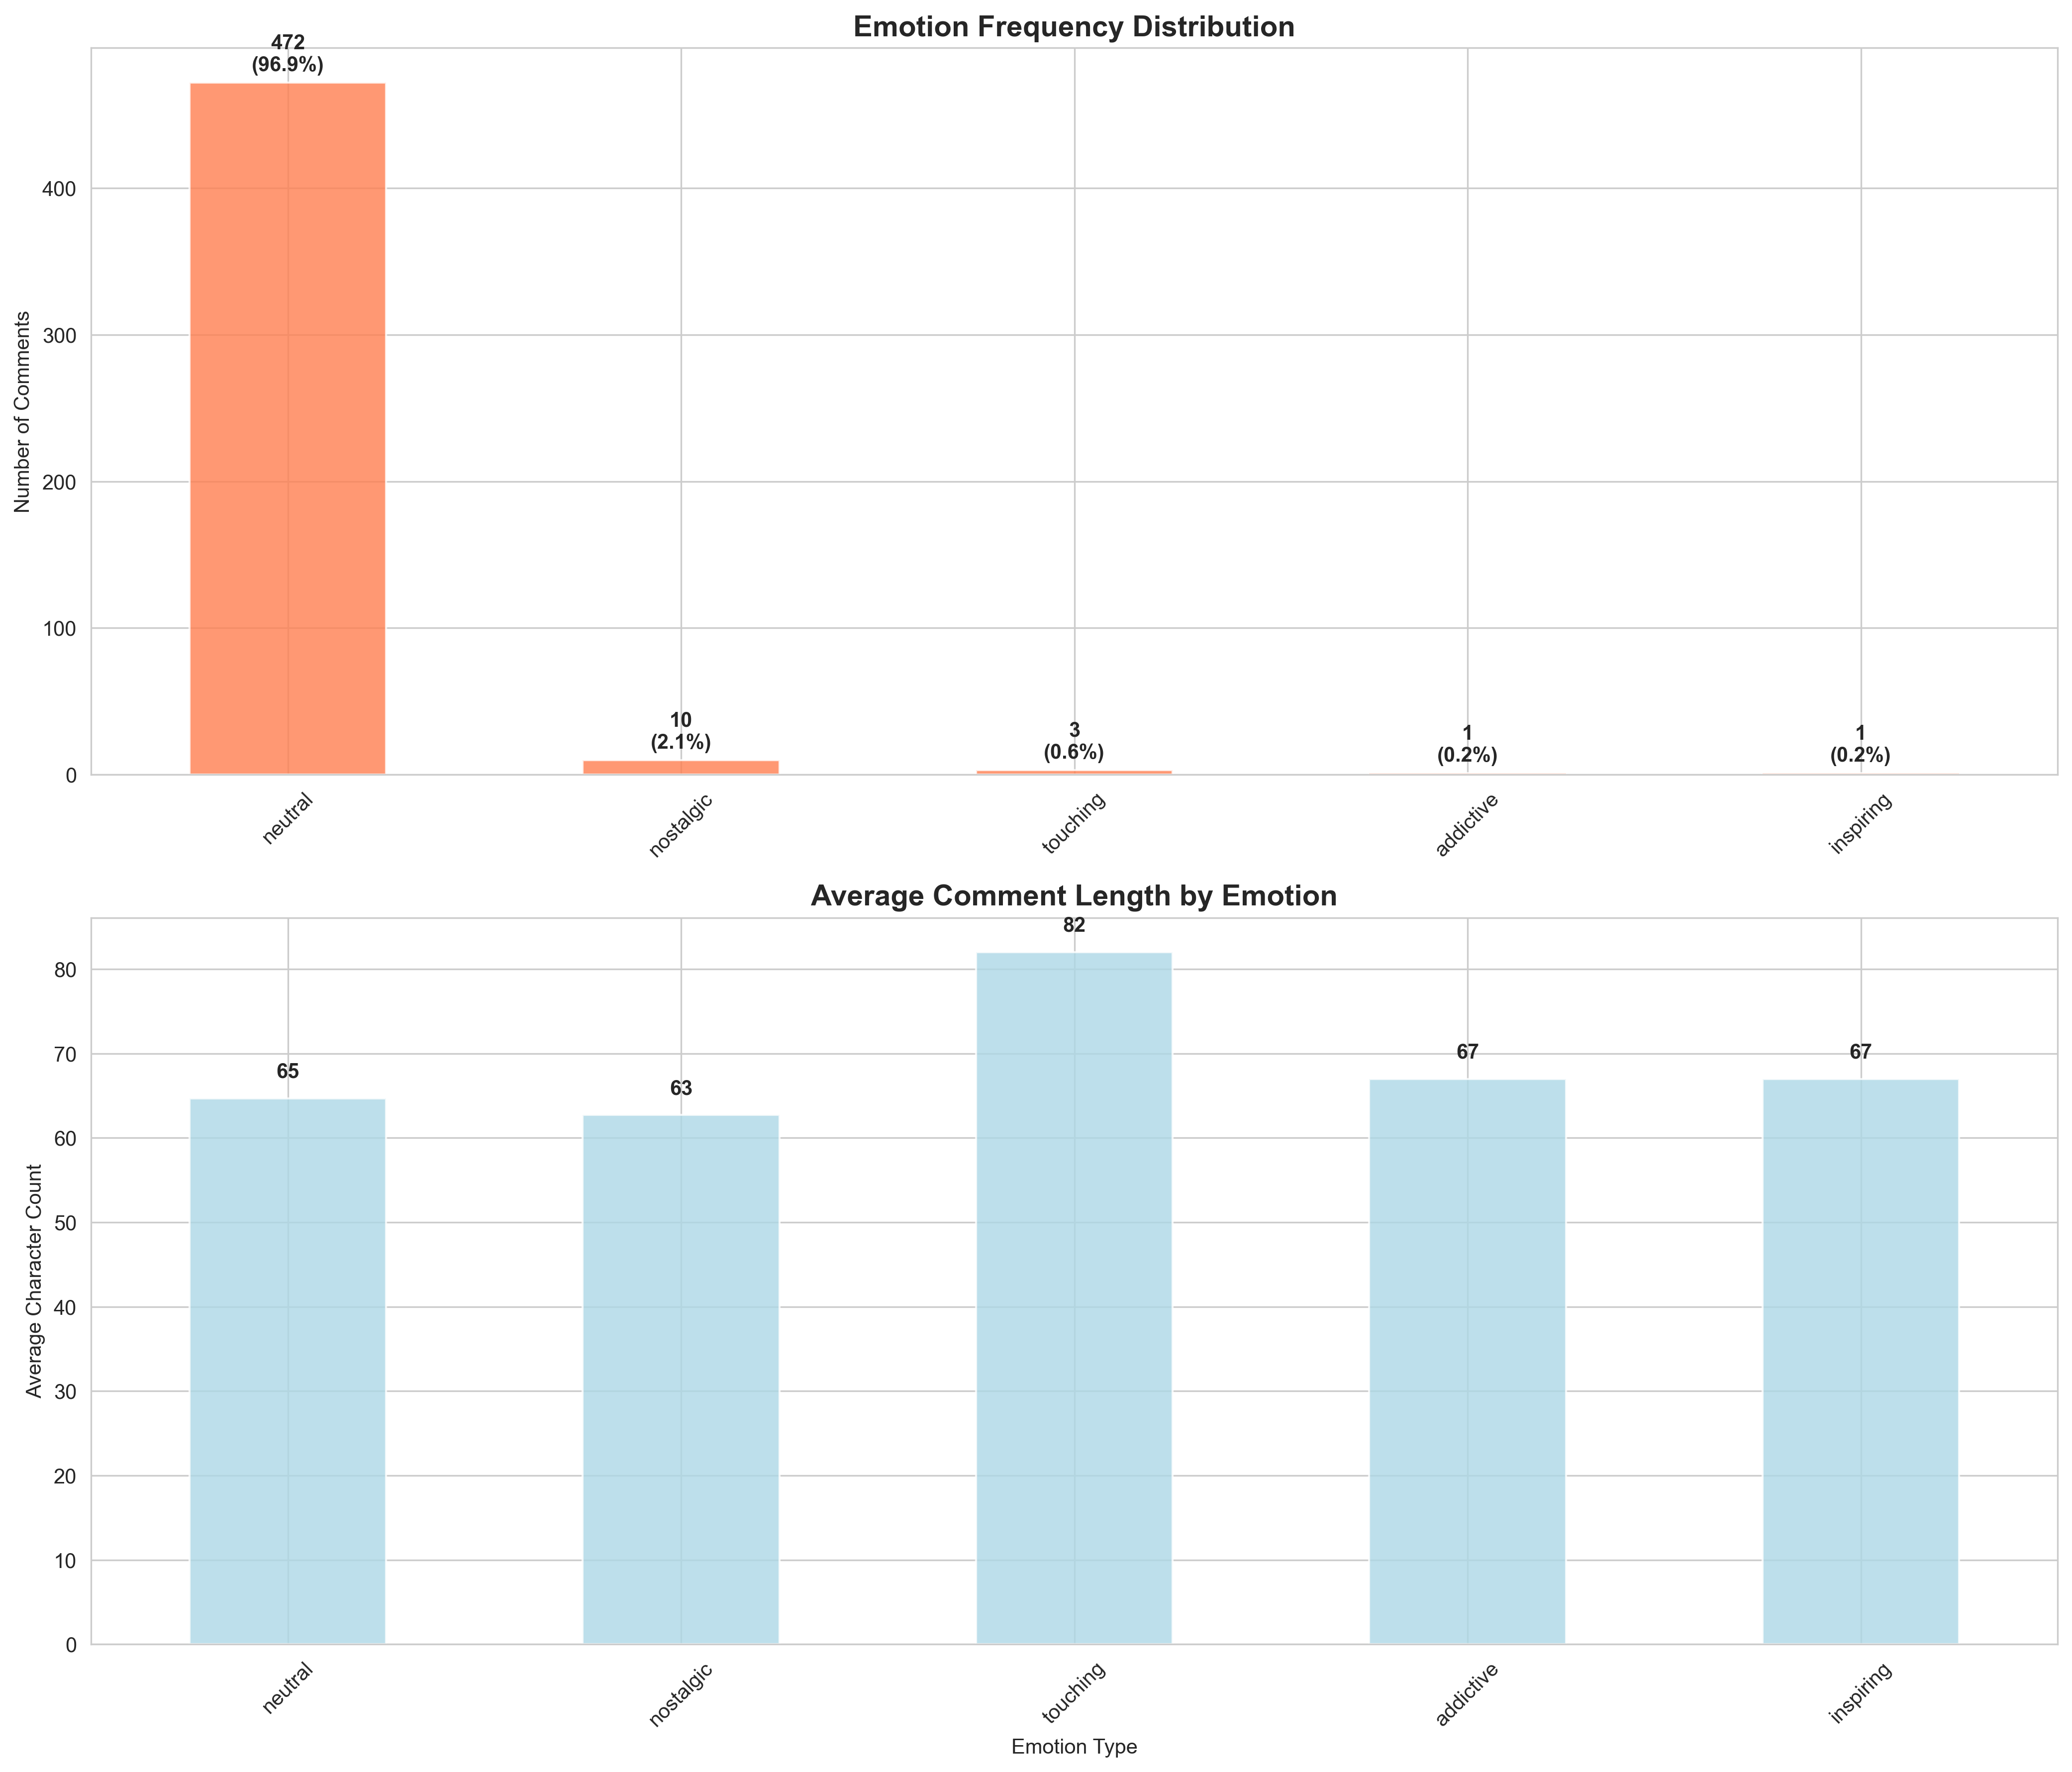 Emotion Frequency Distribution
472
(96.9%)
400
300
200
100
0
Number of Comments
10
(2.1%)
3
(0.6%)
1
(0.2%)
1
(0.2%)
neutral
nostalgic
touching
addictive
inspiring
Average Comment Length by Emotion
82
80
70
60
50
40
30
20
10
0
Average Character Count
65
63
67
67
neutral
nostalgic
touching
addictive
inspiring
Emotion Type